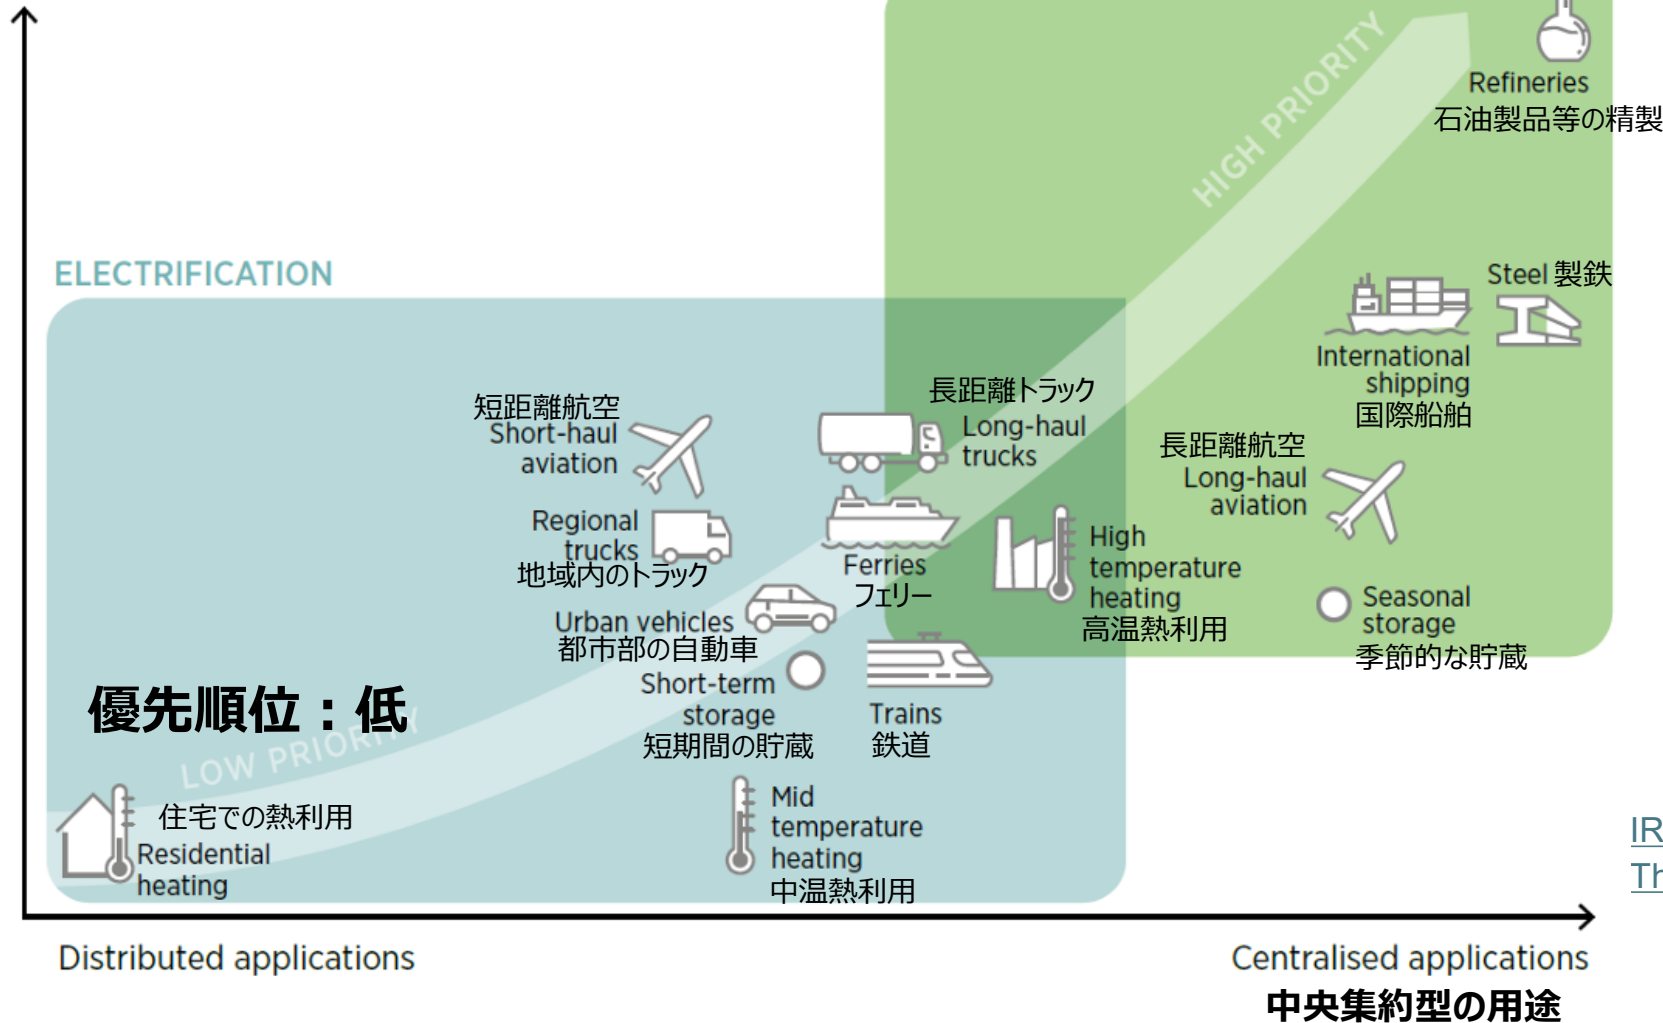 HIGH PRIORITY
Refineries
石油製品等の精製
ELECTRIFICATION
Steel 製鉄
International
shipping
国際船舶
短距離航空
Short-haul
aviation
長距離トラック
Long-haul
trucks
長距離航空
Long-haul
aviation
Regional
trucks
地域内のトラック
Ferries
フェリー
High
temperature
heating
高温熱利用
Seasonal
storage
季節的な貯蔵
Urban vehicles
都市部の自動車
Short-term
storage
短期間の貯蔵
Trains
鉄道
優先順位：低
LOW PRIORITY
住宅での熱利用
Residential
heating
Mid
temperature
heating
中温熱利用
Distributed applications
Centralised applications
中央集約型の用途